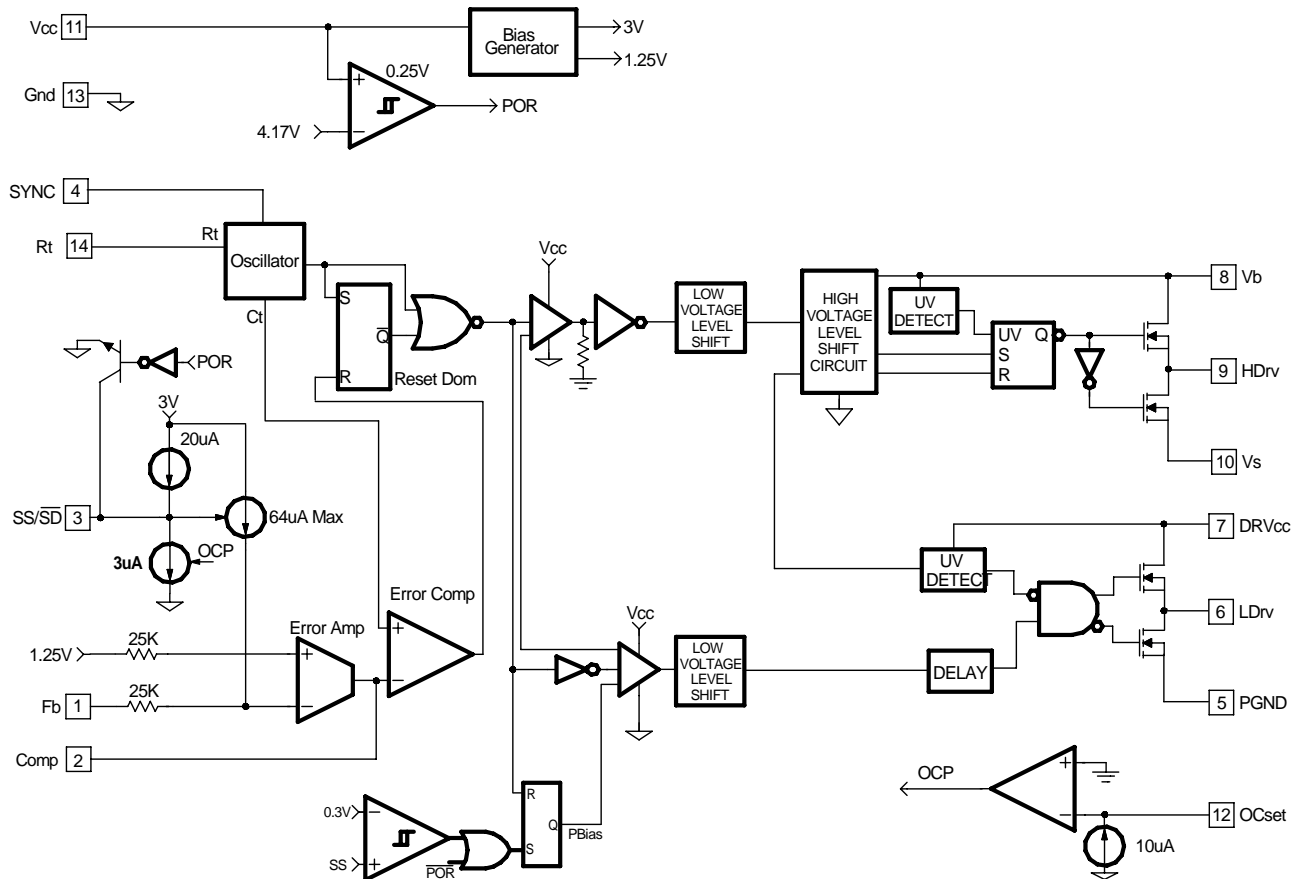 Vcc 11
Bias
Generator
3V
1.25V
0.25V
+
−
POR
4.17V
Gnd 13
SYNC 4
Rt 14
Rt
Oscillator
Ct
S
Q
R
Reset Dom
Vcc
LOW
VOLTAGE
LEVEL
SHIFT
HIGH
VOLTAGE
LEVEL
SHIFT
CIRCUIT
UV
DETECT
UV
S
R
Q
8 Vb
9 HDrv
10 Vs
POR
3V
20uA
SS/SD 3
64uA Max
3uA
OCP
7 DRVcc
UV
DETECT
6 LDrv
5 PGND
Error Comp
+
−
Error Amp
+
−
1.25V
25K
Fb 1
25K
Comp 2
Vcc
LOW
VOLTAGE
LEVEL
SHIFT
DELAY
0.3V
−
SS
+
POR
R
Q
S
PBias
OCP
+
−
12 OCset
10uA